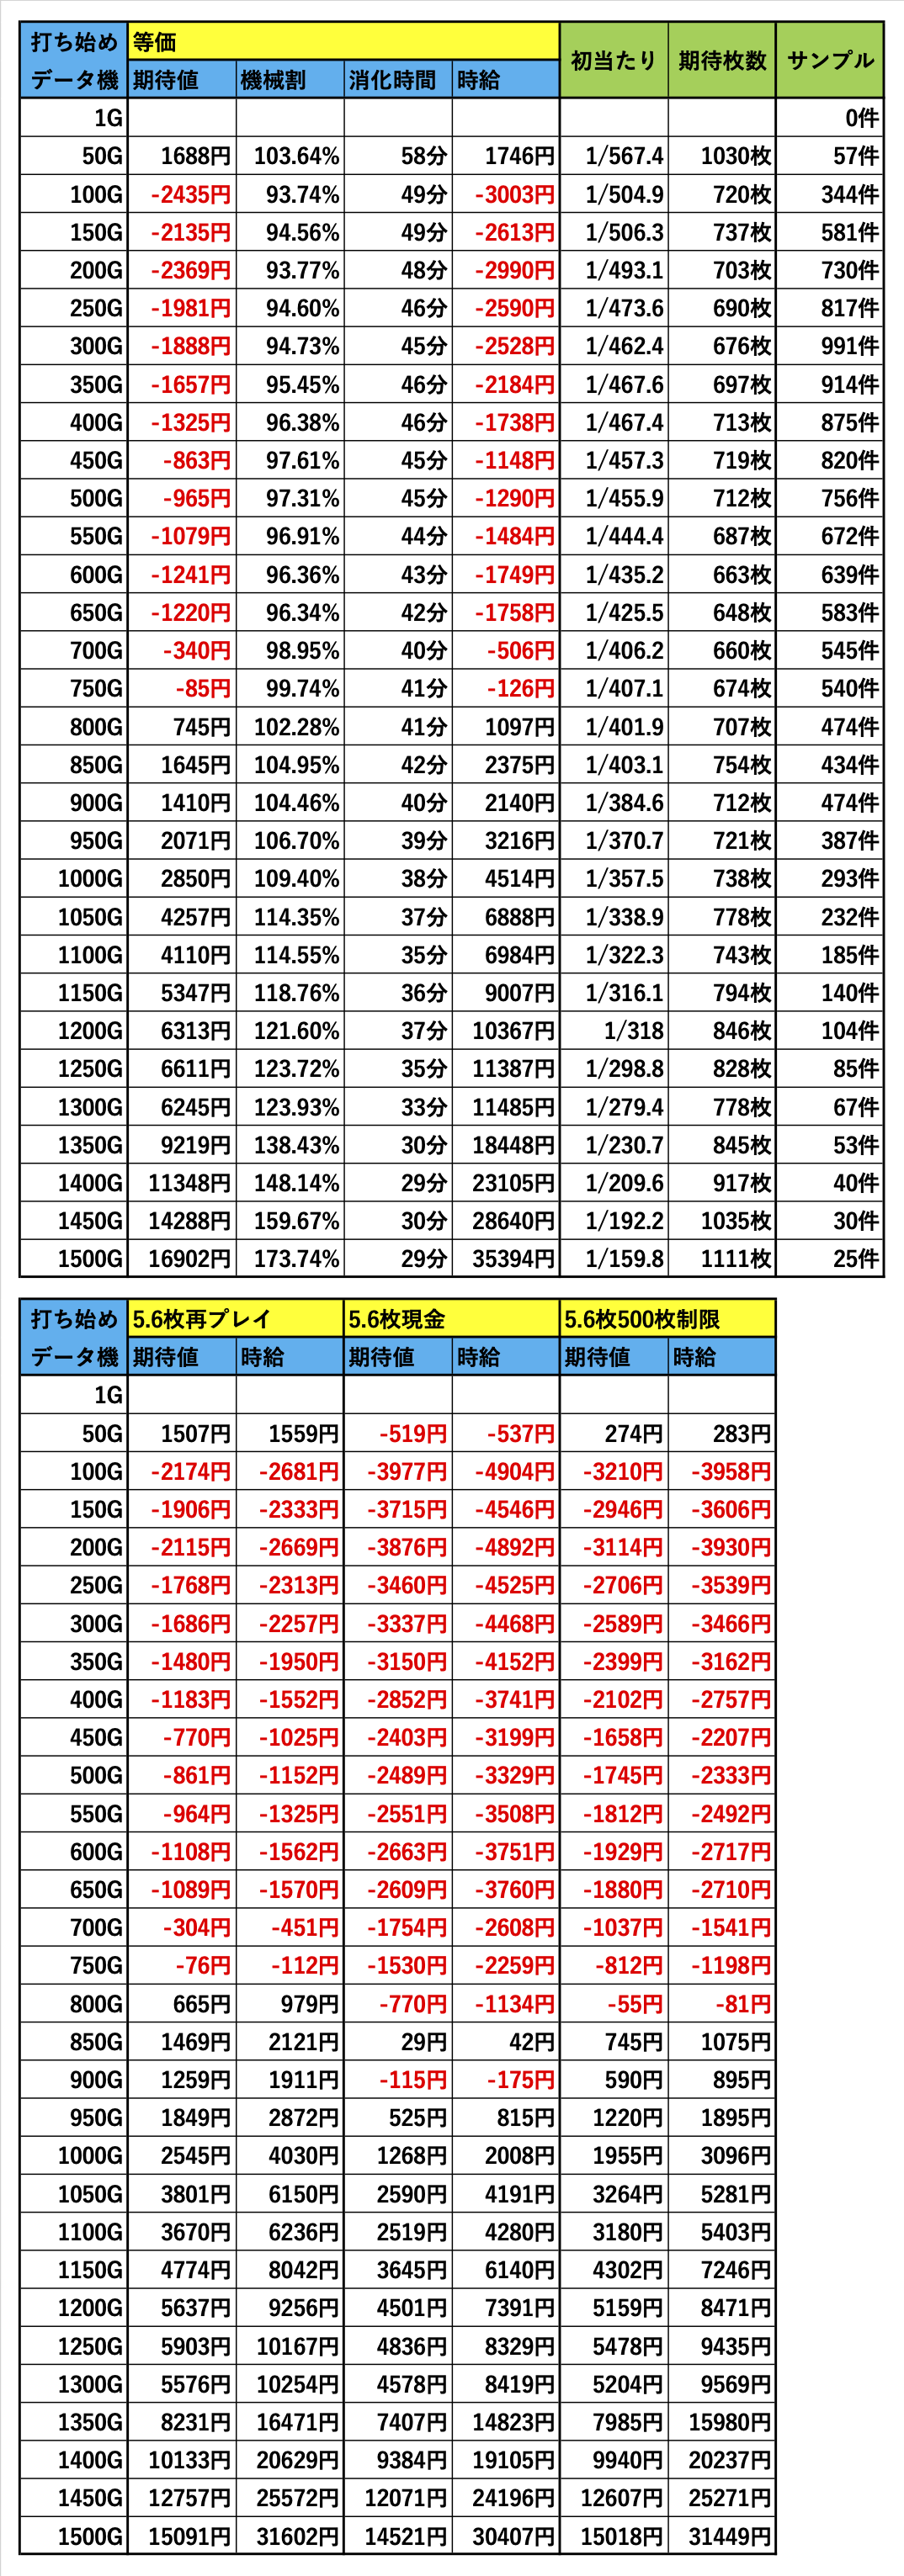 打ち始め 等価 初当たり 期待枚数 サンプル
データ機 期待値 機械割 消化時間 時給
1G 0件
50G 1688円 103.64% 58分 1746円 1/567.4 1030枚 57件
100G -2435円 93.74% 49分 -3003円 1/504.9 720枚 344件
150G -2135円 94.56% 49分 -2613円 1/506.3 737枚 581件
200G -2369円 93.77% 48分 -2990円 1/493.1 703枚 730件
250G -1981円 94.60% 46分 -2590円 1/473.6 690枚 817件
300G -1888円 94.73% 45分 -2528円 1/462.4 676枚 991件
350G -1657円 95.45% 46分 -2184円 1/467.6 697枚 914件
400G -1325円 96.38% 46分 -1738円 1/467.4 713枚 875件
450G -863円 97.61% 45分 -1148円 1/457.3 719枚 820件
500G -965円 97.31% 45分 -1290円 1/455.9 712枚 756件
550G -1079円 96.91% 44分 -1484円 1/444.4 687枚 672件
600G -1241円 96.36% 43分 -1749円 1/435.2 663枚 639件
650G -1220円 96.34% 42分 -1758円 1/425.5 648枚 583件
700G -340円 98.95% 40分 -506円 1/406.2 660枚 545件
750G -85円 99.74% 41分 -126円 1/407.1 674枚 540件
800G 745円 102.28% 41分 1097円 1/401.9 707枚 474件
850G 1645円 104.95% 42分 2375円 1/403.1 754枚 434件
900G 1410円 104.46% 40分 2140円 1/384.6 712枚 474件
950G 2071円 106.70% 39分 3216円 1/370.7 721枚 387件
1000G 2850円 109.40% 38分 4514円 1/357.5 738枚 293件
1050G 4257円 114.35% 37分 6888円 1/338.9 778枚 232件
1100G 4110円 114.55% 35分 6984円 1/322.3 743枚 185件
1150G 5347円 118.76% 36分 9007円 1/316.1 794枚 140件
1200G 6313円 121.60% 37分 10367円 1/318 846枚 104件
1250G 6611円 123.72% 35分 11387円 1/298.8 828枚 85件
1300G 6245円 123.93% 33分 11485円 1/279.4 778枚 67件
1350G 9219円 138.43% 30分 18448円 1/230.7 845枚 53件
1400G 11348円 148.14% 29分 23105円 1/209.6 917枚 40件
1450G 14288円 159.67% 30分 28640円 1/192.2 1035枚 30件
1500G 16902円 173.74% 29分 35394円 1/159.8 1111枚 25件
打ち始め 5.6枚再プレイ 5.6枚現金 5.6枚500枚制限
データ機 期待値 時給 期待値 時給 期待値 時給
1G
50G 1507円 1559円 -519円 -537円 274円 283円
100G -2174円 -2681円 -3977円 -4904円 -3210円 -3958円
150G -1906円 -2333円 -3715円 -4546円 -2946円 -3606円
200G -2115円 -2669円 -3876円 -4892円 -3114円 -3930円
250G -1768円 -2313円 -3460円 -4525円 -2706円 -3539円
300G -1686円 -2257円 -3337円 -4468円 -2589円 -3466円
350G -1480円 -1950円 -3150円 -4152円 -2399円 -3162円
400G -1183円 -1552円 -2852円 -3741円 -2102円 -2757円
450G -770円 -1025円 -2403円 -3199円 -1658円 -2207円
500G -861円 -1152円 -2489円 -3329円 -1745円 -2333円
550G -964円 -1325円 -2551円 -3508円 -1812円 -2492円
600G -1108円 -1562円 -2663円 -3751円 -1929円 -2717円
650G -1089円 -1570円 -2609円 -3760円 -1880円 -2710円
700G -304円 -451円 -1754円 -2608円 -1037円 -1541円
750G -76円 -112円 -1530円 -2259円 -812円 -1198円
800G 665円 979円 -770円 -1134円 -55円 -81円
850G 1469円 2121円 29円 42円 745円 1075円
900G 1259円 1911円 -115円 -175円 590円 895円
950G 1849円 2872円 525円 815円 1220円 1895円
1000G 2545円 4030円 1268円 2008円 1955円 3096円
1050G 3801円 6150円 2590円 4191円 3264円 5281円
1100G 3670円 6236円 2519円 4280円 3180円 5403円
1150G 4774円 8042円 3645円 6140円 4302円 7246円
1200G 5637円 9256円 4501円 7391円 5159円 8471円
1250G 5903円 10167円 4836円 8329円 5478円 9435円
1300G 5576円 10254円 4578円 8419円 5204円 9569円
1350G 8231円 16471円 7407円 14823円 7985円 15980円
1400G 10133円 20629円 9384円 19105円 9940円 20237円
1450G 12757円 25572円 12071円 24196円 12607円 25271円
1500G 15091円 31602円 14521円 30407円 15018円 31449円